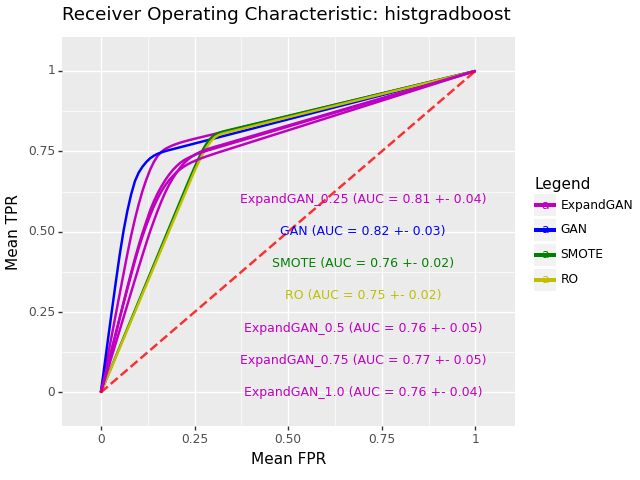 Receiver Operating Characteristic: histgradboost
Mean TPR
1
0.75
0.50
0.25
0
ExpandGAN_0.25 (AUC = 0.81 +- 0.04)
GAN (AUC = 0.82 +- 0.03)
SMOTE (AUC = 0.76 +- 0.02)
RO (AUC = 0.75 +- 0.02)
ExpandGAN_0.5 (AUC = 0.76 +- 0.05)
ExpandGAN_0.75 (AUC = 0.77 +- 0.05)
ExpandGAN_1.0 (AUC = 0.76 +- 0.04)
0
0.25
0.50
0.75
1
Mean FPR
Legend
a ExpandGAN
a GAN
a SMOTE
a RO